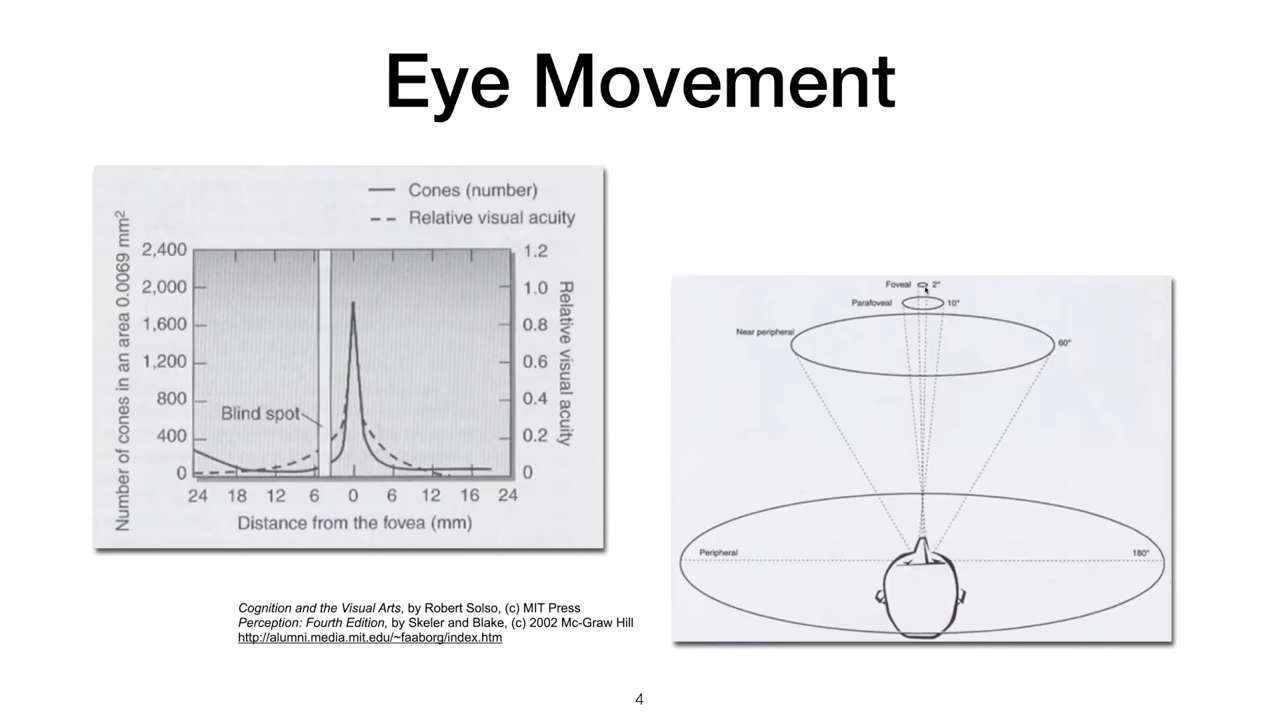 Eye Movement
Cones (number)
Relative visual acuity
Number of cones in an area 0.0069 mm²
2,400
2,000
1,600
1,200
800
400
0
1.2
1.0
0.8
0.6
0.4
0.2
0
Relative visual acuity
Blind spot
24 18 12 6 0 6 12 16 24
Distance from the fovea (mm)
Foveal 2°
Parafoveal 10°
Near peripheral 60°
Peripheral 180°
Cognition and the Visual Arts, by Robert Solso, (c) MIT Press
Perception: Fourth Edition, by Skeler and Blake, (c) 2002 Mc-Graw Hill
http://alumni.media.mit.edu/~faaborg/index.htm
4